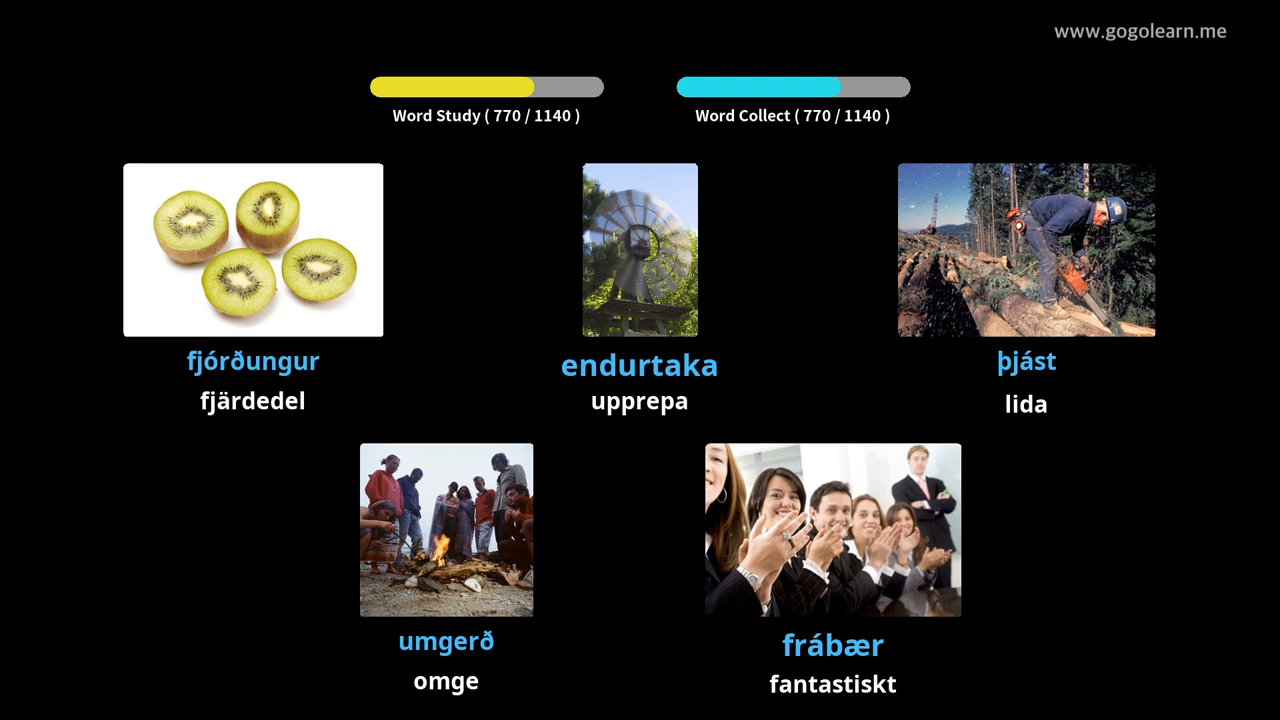 www.gogolearn.me
Word Study ( 770 / 1140 )
Word Collect ( 770 / 1140 )
fjórðungur
fjärdedel
endurtaka
upprepa
þjást
lida
umgerð
omge
frábær
fantastiskt